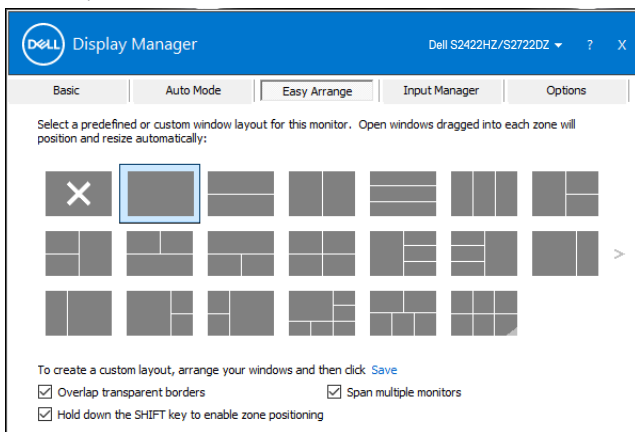 DELL Display Manager Dell S2422HZ/S2722DZ ? X
Basic Auto Mode Easy Arrange Input Manager Options
Select a predefined or custom window layout for this monitor. Open windows dragged into each zone will
position and resize automatically:
>
To create a custom layout, arrange your windows and then click Save
Overlap transparent borders Span multiple monitors
Hold down the SHIFT key to enable zone positioning